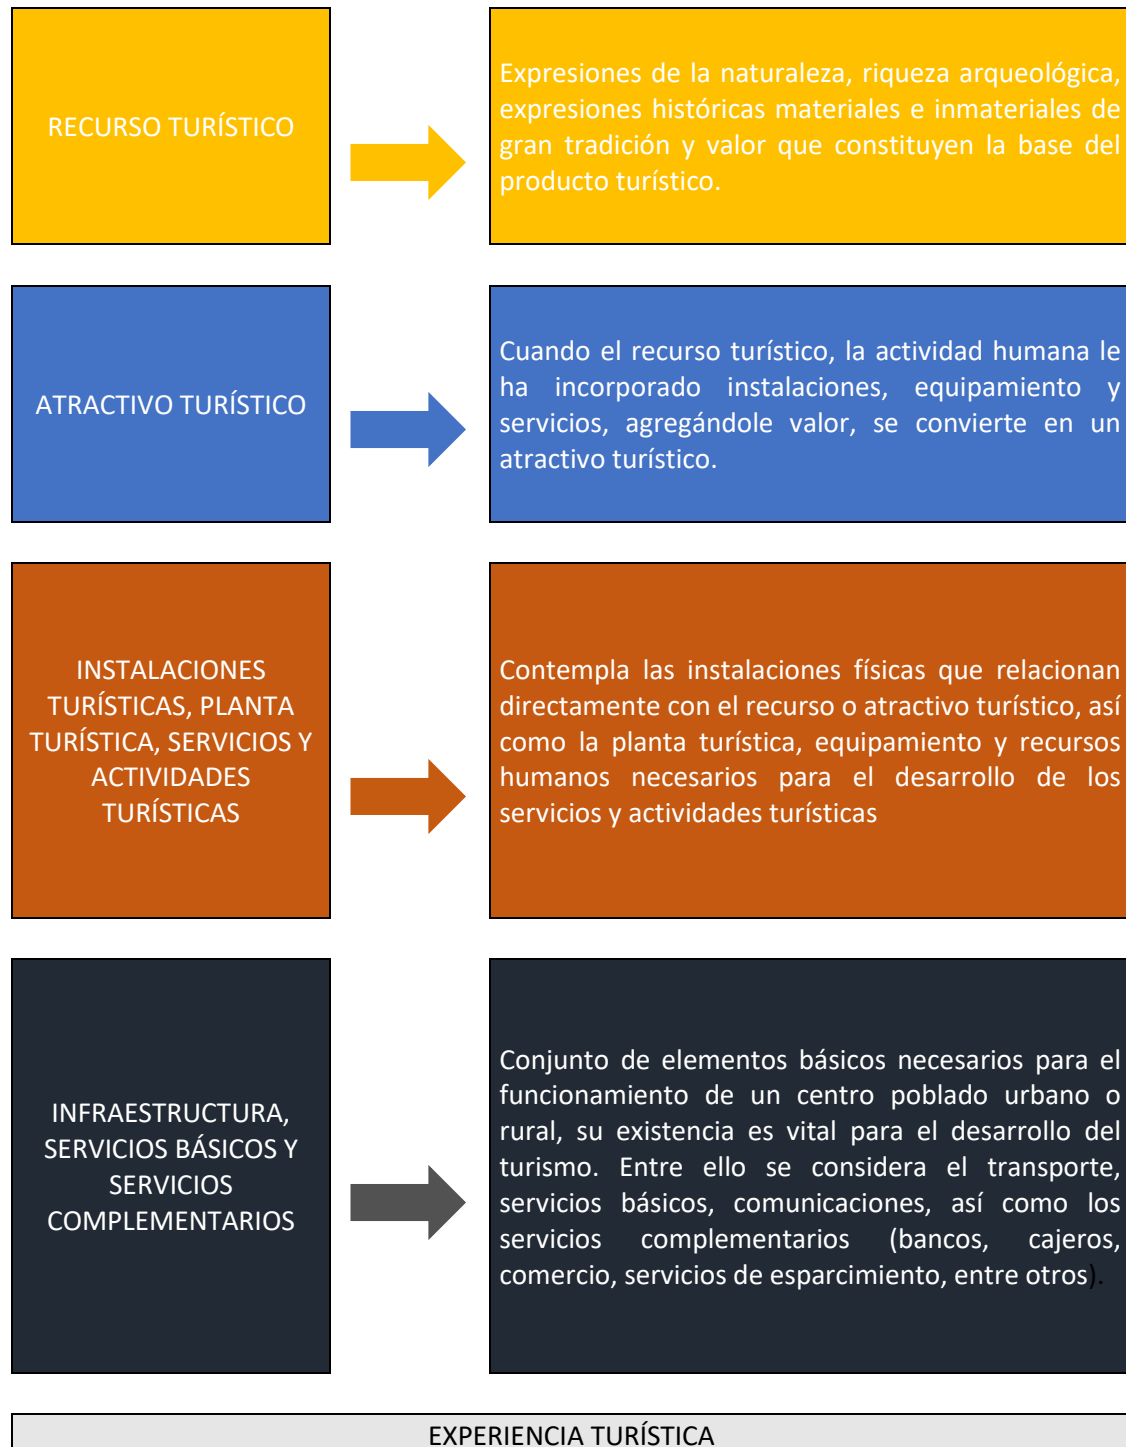 RECURSO TURÍSTICO
Expresiones de la naturaleza, riqueza arqueológica,
expresiones históricas materiales e inmateriales de
gran tradición y valor que constituyen la base del
producto turístico.
ATRACTIVO TURÍSTICO
Cuando el recurso turístico, la actividad humana le
ha incorporado instalaciones, equipamiento y
servicios, agregándole valor, se convierte en un
atractivo turístico.
INSTALACIONES
TURÍSTICAS, PLANTA
TURÍSTICA, SERVICIOS Y
ACTIVIDADES
TURÍSTICAS
Contempla las instalaciones físicas que relacionan
directamente con el recurso o atractivo turístico, así
como la planta turística, equipamiento y recursos
humanos necesarios para el desarrollo de los
servicios y actividades turísticas
INFRAESTRUCTURA,
SERVICIOS BÁSICOS Y
SERVICIOS
COMPLEMENTARIOS
Conjunto de elementos básicos necesarios para el
funcionamiento de un centro poblado urbano o
rural, su existencia es vital para el desarrollo del
turismo. Entre ello se considera el transporte,
servicios básicos, comunicaciones, así como los
servicios complementarios (bancos, cajeros,
comercio, servicios de esparcimiento, entre otros).
EXPERIENCIA TURÍSTICA